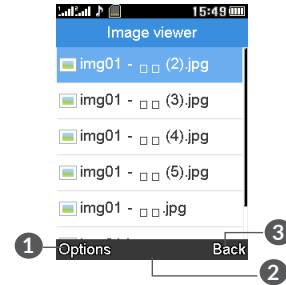 15:49
Image viewer
img01 - □ □ (2).jpg
img01 - □ □ (3).jpg
img01 - □ □ (4).jpg
img01 - □ □ (5).jpg
img01 - □ □.jpg
Options
Back
1
2
3